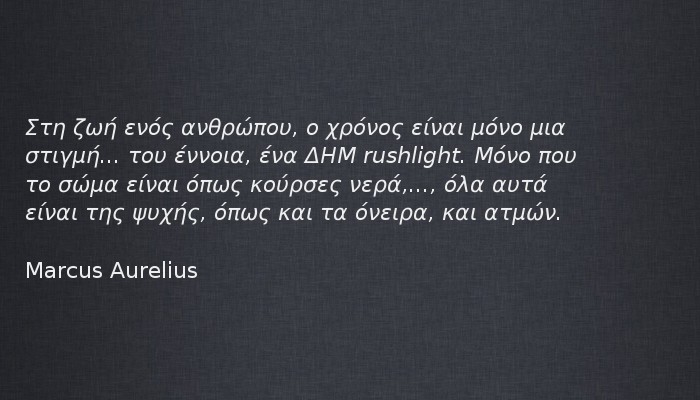 Στη ζωή ενός ανθρώπου, ο χρόνος είναι μόνο μια
στιγμή... του έννοια, ένα ΔΗΜ rushlight. Μόνο που
το σώμα είναι όπως κούρσες νερά,..., όλα αυτά
είναι της ψυχής, όπως και τα όνειρα, και ατμών.
Marcus Aurelius